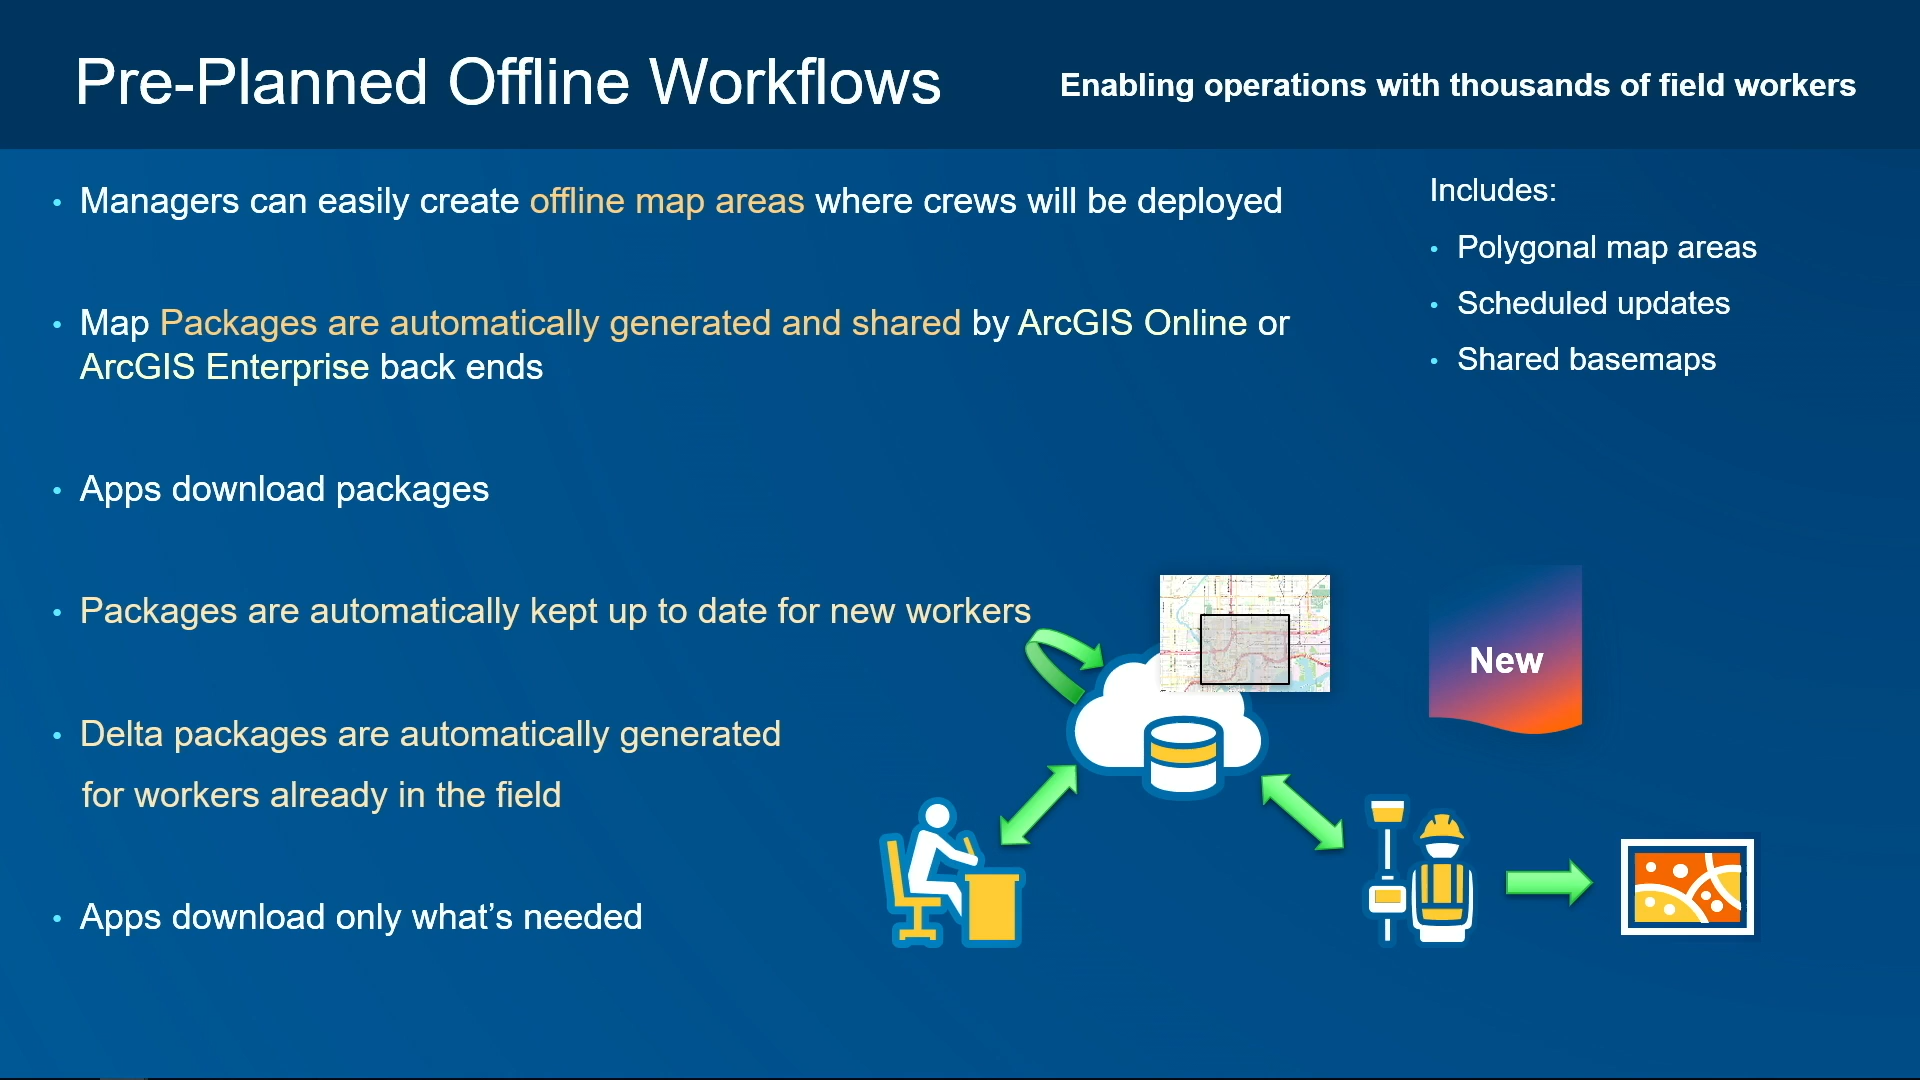 Pre-Planned Offline Workflows
Enabling operations with thousands of field workers
• Managers can easily create offline map areas where crews will be deployed
• Map Packages are automatically generated and shared by ArcGIS Online or
ArcGIS Enterprise back ends
• Apps download packages
• Packages are automatically kept up to date for new workers
• Delta packages are automatically generated
for workers already in the field
• Apps download only what’s needed
Includes:
• Polygonal map areas
• Scheduled updates
• Shared basemaps
New